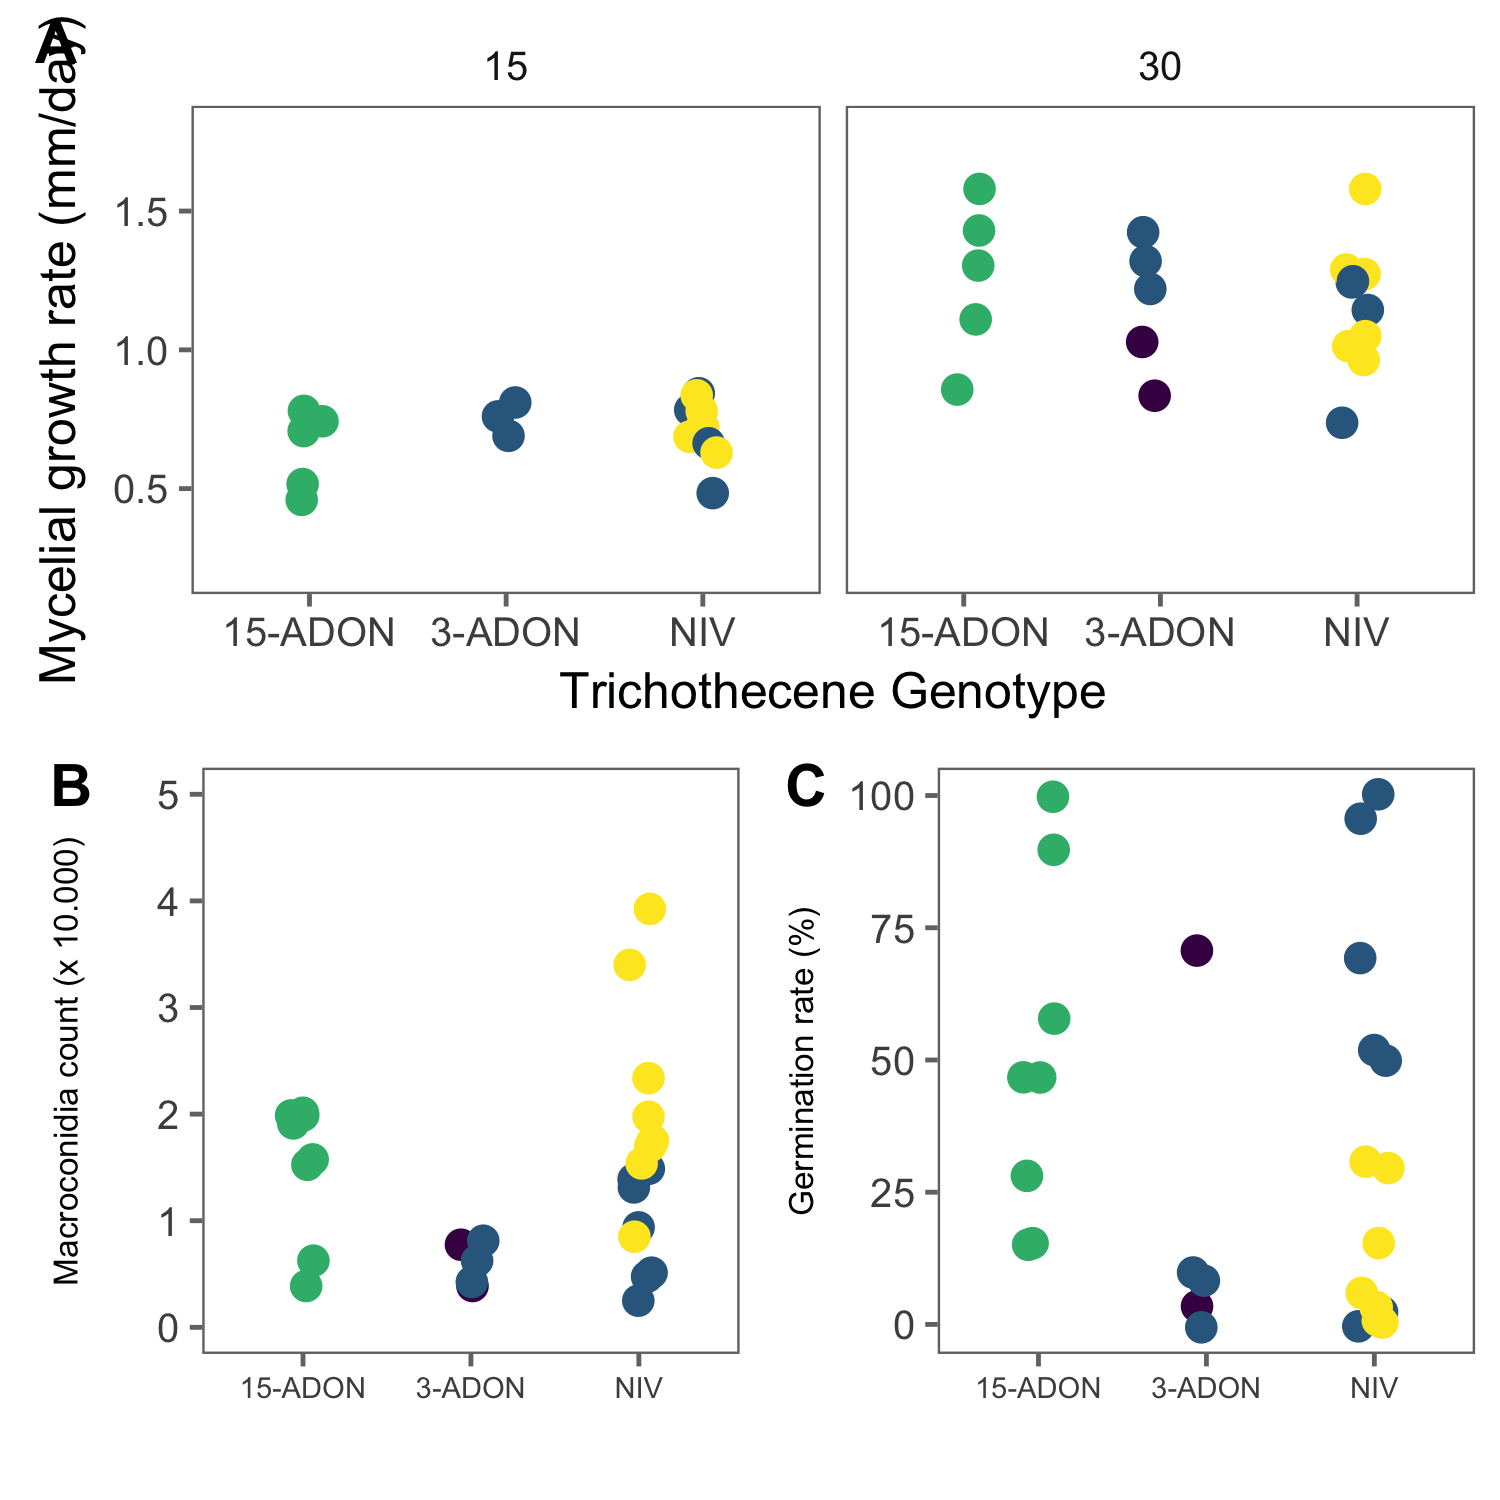 A
Mycelial growth rate (mm/day)
15
30
1.5
1.0
0.5
15-ADON 3-ADON NIV
15-ADON 3-ADON NIV
Trichothecene Genotype
B
Macroconidia count (x 10.000)
5
4
3
2
1
0
15-ADON 3-ADON NIV
C
Germination rate (%)
100
75
50
25
0
15-ADON 3-ADON NIV